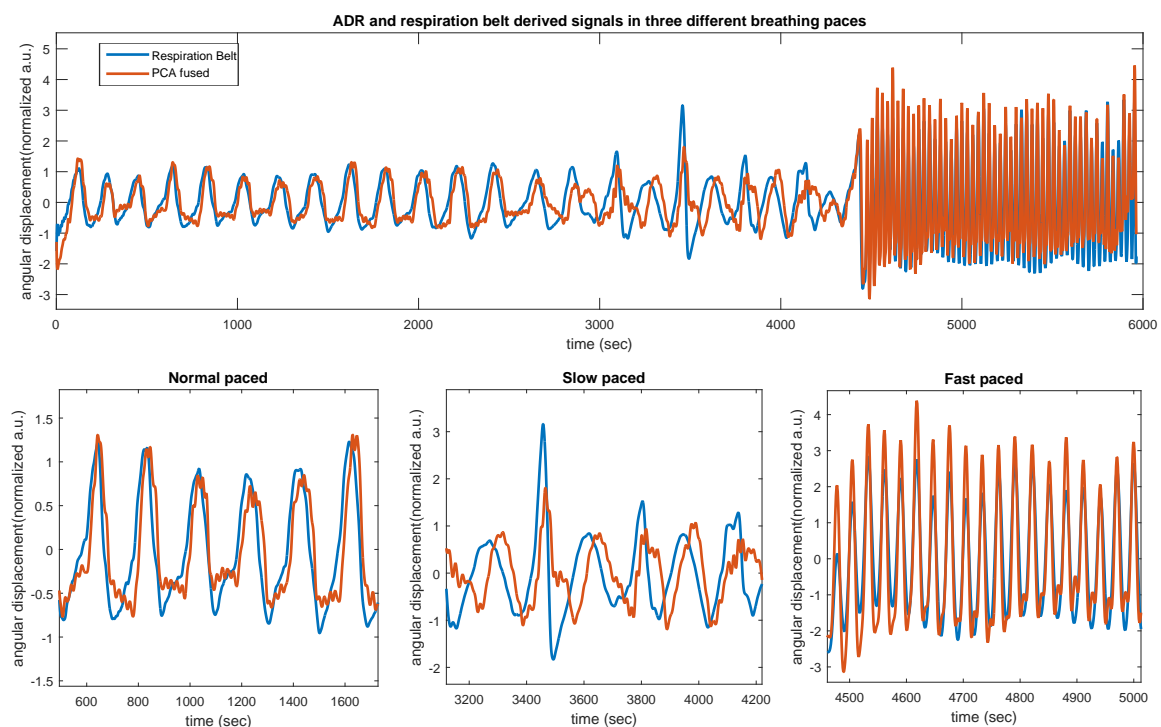 ADR and respiration belt derived signals in three different breathing paces
angular displacement(normalized a.u.)
5
4
3
2
1
0
-1
-2
-3
Respiration Belt
PCA fused
0 1000 2000 3000 4000 5000 6000
time (sec)
Normal paced
angular displacement(normalized a.u.)
1.5
1
0.5
0
-0.5
-1
-1.5
600 800 1000 1200 1400 1600
time (sec)
Slow paced
angular displacement(normalized a.u.)
3
2
1
0
-1
-2
3200 3400 3600 3800 4000 4200
time (sec)
Fast paced
angular displacement(normalized a.u.)
4
3
2
1
0
-1
-2
-3
4500 4600 4700 4800 4900 5000
time (sec)